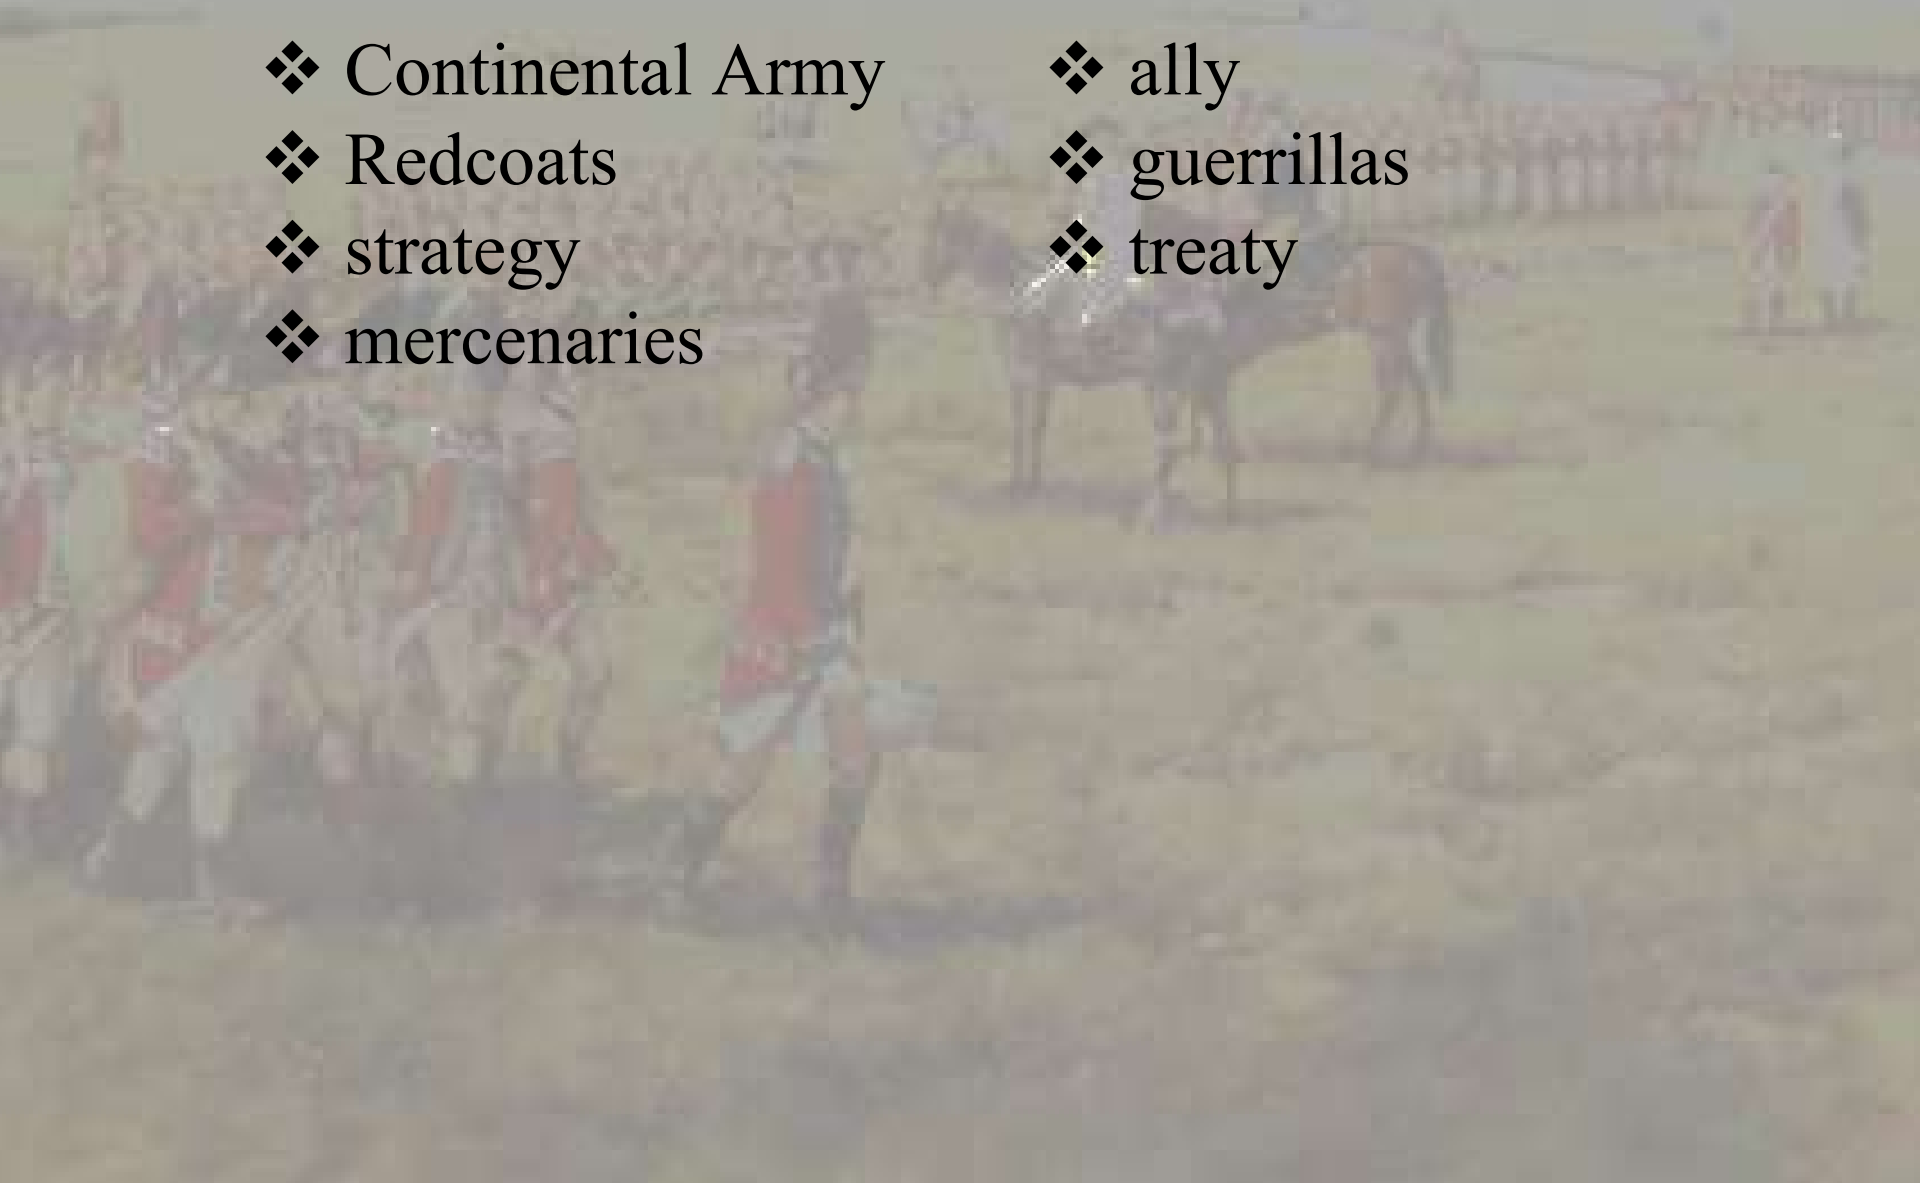 ❖ Continental Army
❖ Redcoats
❖ strategy
❖ mercenaries
❖ ally
❖ guerrillas
❖ treaty